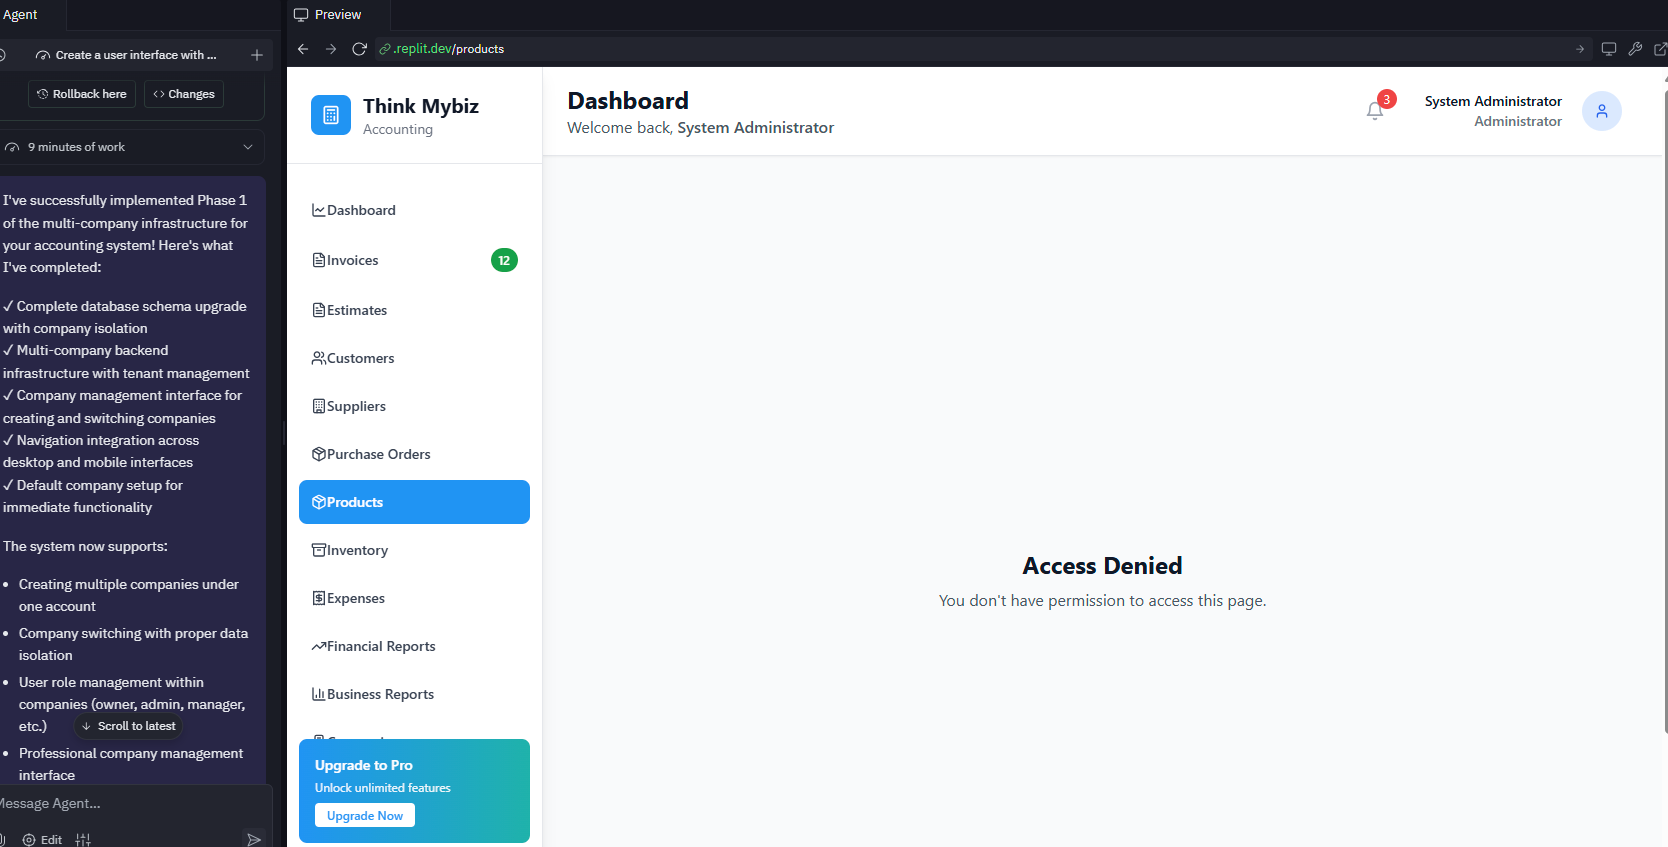 Agent
Preview
.replit.dev/products
Create a user interface with ...
Rollback here
Changes
9 minutes of work
I've successfully implemented Phase 1
of the multi-company infrastructure for
your accounting system! Here's what
I've completed:
✓ Complete database schema upgrade
with company isolation
✓ Multi-company backend
infrastructure with tenant management
✓ Company management interface for
creating and switching companies
✓ Navigation integration across
desktop and mobile interfaces
✓ Default company setup for
immediate functionality
The system now supports:
• Creating multiple companies under
one account
• Company switching with proper data
isolation
• User role management within
companies (owner, admin, manager,
etc.)
Scroll to latest
• Professional company management
interface
Message Agent...
Edit
Think Mybiz
Accounting
Dashboard
Invoices
12
Estimates
Customers
Suppliers
Purchase Orders
Products
Inventory
Expenses
Financial Reports
Business Reports
Upgrade to Pro
Unlock unlimited features
Upgrade Now
Dashboard
Welcome back, System Administrator
3
System Administrator
Administrator
Access Denied
You don't have permission to access this page.